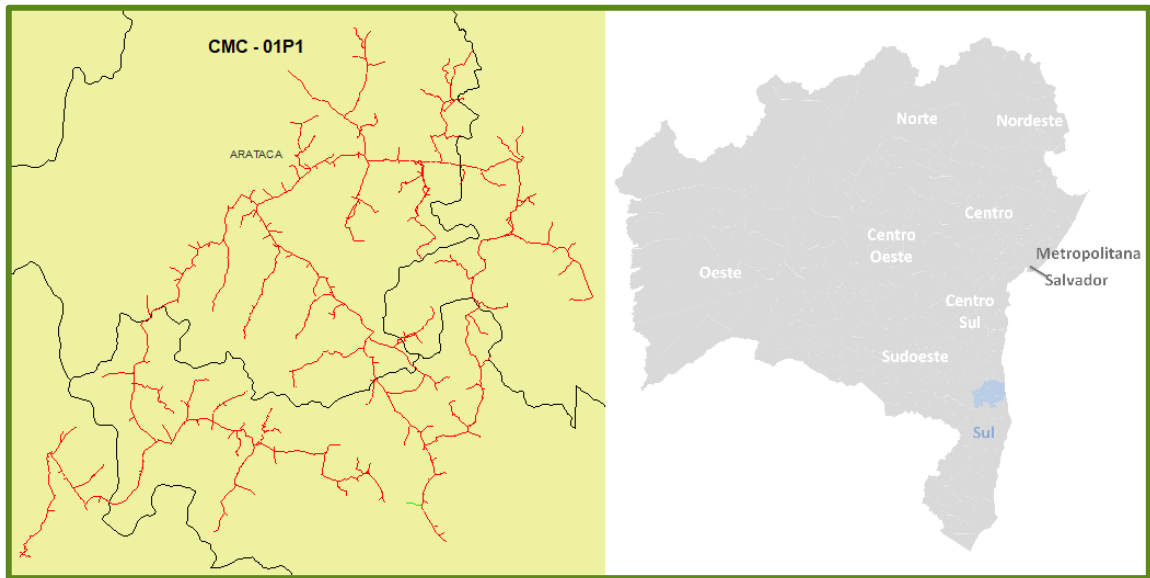 CMC - 01P1
ARATACA
Norte
Nordeste
Centro
Centro
Oeste
Metropolitana
Salvador
Oeste
Centro
Sul
Sudoeste
Sul